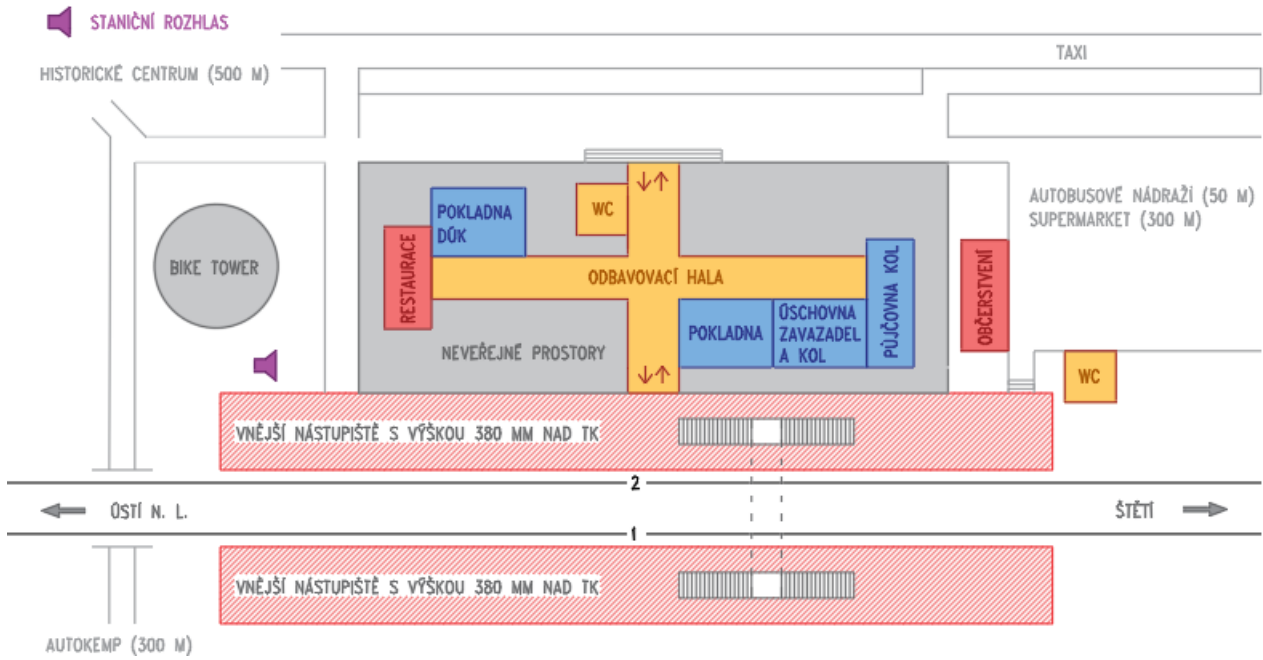 STANIČNÍ ROZHLAS
TAXI
HISTORICKÉ CENTRUM (500 M)
AUTOBUSOVÉ NÁDRAŽÍ (50 M)
SUPERMARKET (300 M)
WC
POKLADNA
DÚK
BIKE TOWER
RESTAURACE
ODBAVOVACÍ HALA
PŮJČOVNA KOL
OBČERSTVENÍ
POKLADNA
ÚSCHOVNA
ZAVAZADEL
A KOL
NEVEŘEJNÉ PROSTORY
WC
VNĚJŠÍ NÁSTUPIŠTĚ S VÝŠKOU 380 MM NAD TK
2
ÚSTÍ N. L.
ŠTĚTÍ
1
VNĚJŠÍ NÁSTUPIŠTĚ S VÝŠKOU 380 MM NAD TK
AUTOKEMP (300 M)